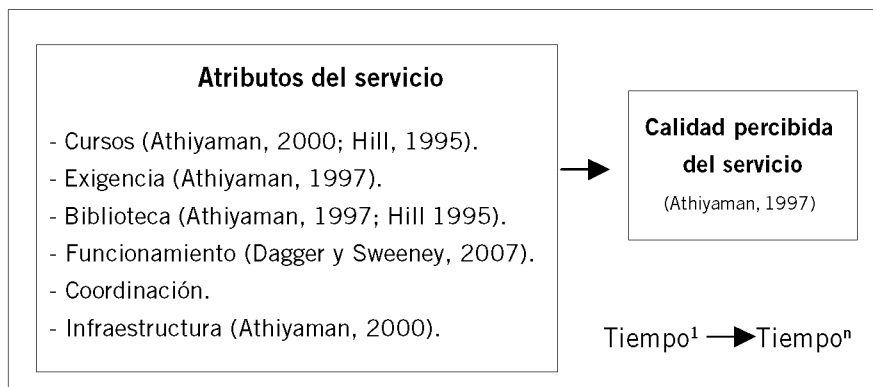 Atributos del servicio
- Cursos (Athiyaman, 2000; Hill, 1995).
- Exigencia (Athiyaman, 1997).
- Biblioteca (Athiyaman, 1997; Hill 1995).
- Funcionamiento (Dagger y Sweeney, 2007).
- Coordinación.
- Infraestructura (Athiyaman, 2000).
Calidad percibida
del servicio
(Athiyaman, 1997)
Tiempo¹ → Tiempoⁿ